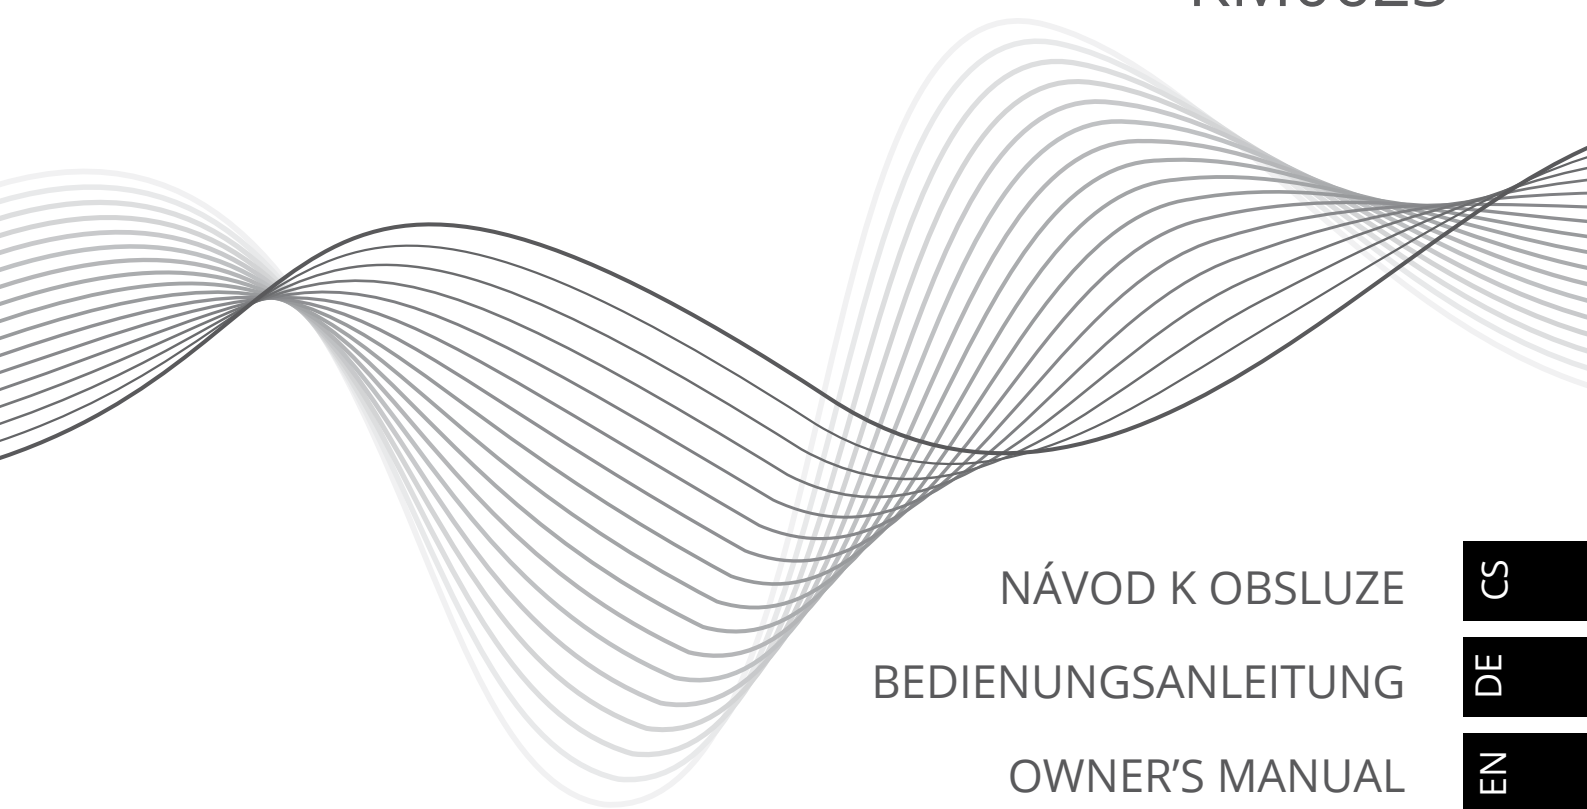 NÁVOD K OBSLUZE CS
BEDIENUNGSANLEITUNG DE
OWNER’S MANUAL EN